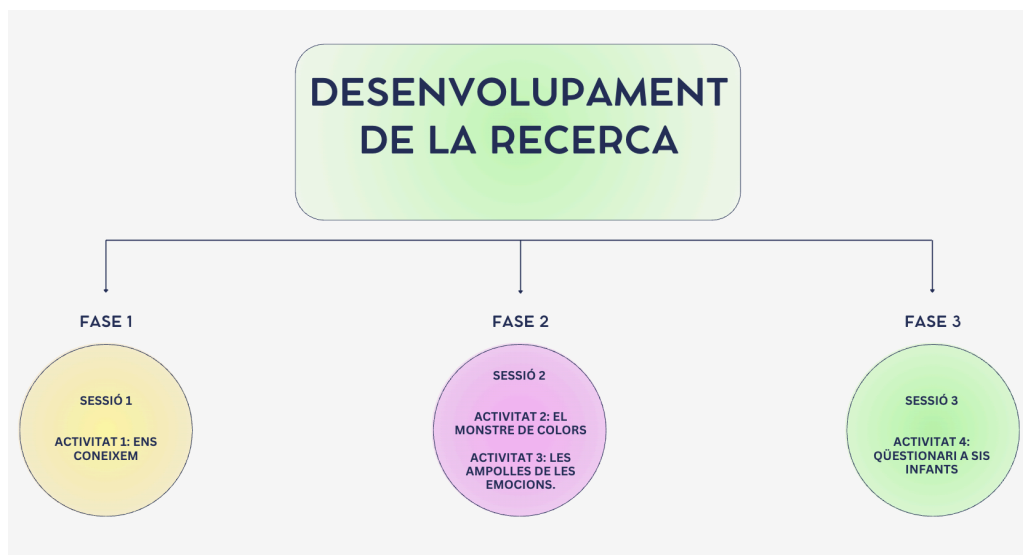 DESENVOLUPAMENT
DE LA RECERCA
FASE 1
SESSIÓ 1
ACTIVITAT 1: ENS
CONEIXEM
FASE 2
SESSIÓ 2
ACTIVITAT 2: EL
MONSTRE DE COLORS
ACTIVITAT 3: LES
AMPOLLES DE LES
EMOCIONS.
FASE 3
SESSIÓ 3
ACTIVITAT 4:
QÜESTIONARI A SIS
INFANTS